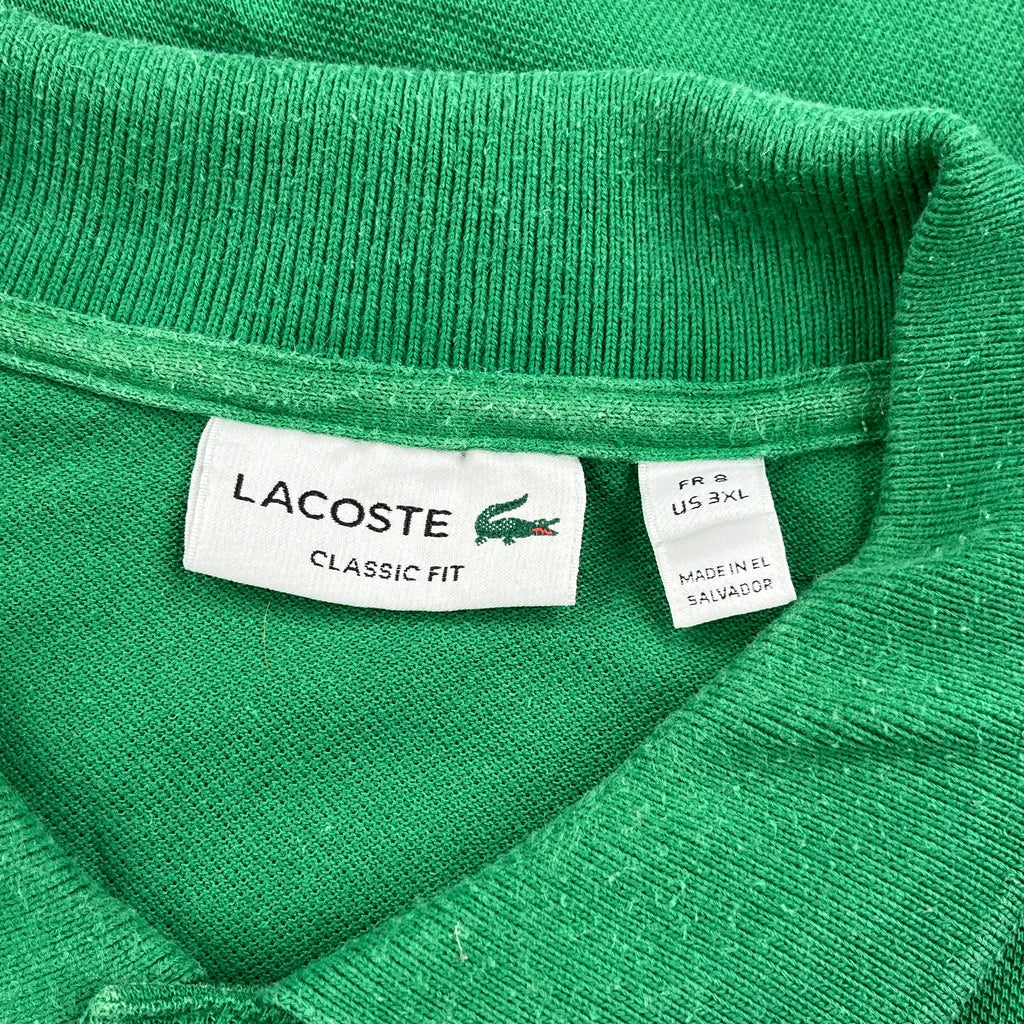 LACOSTE
CLASSIC FIT
FR 8
US 3XL
MADE IN EL
SALVADOR